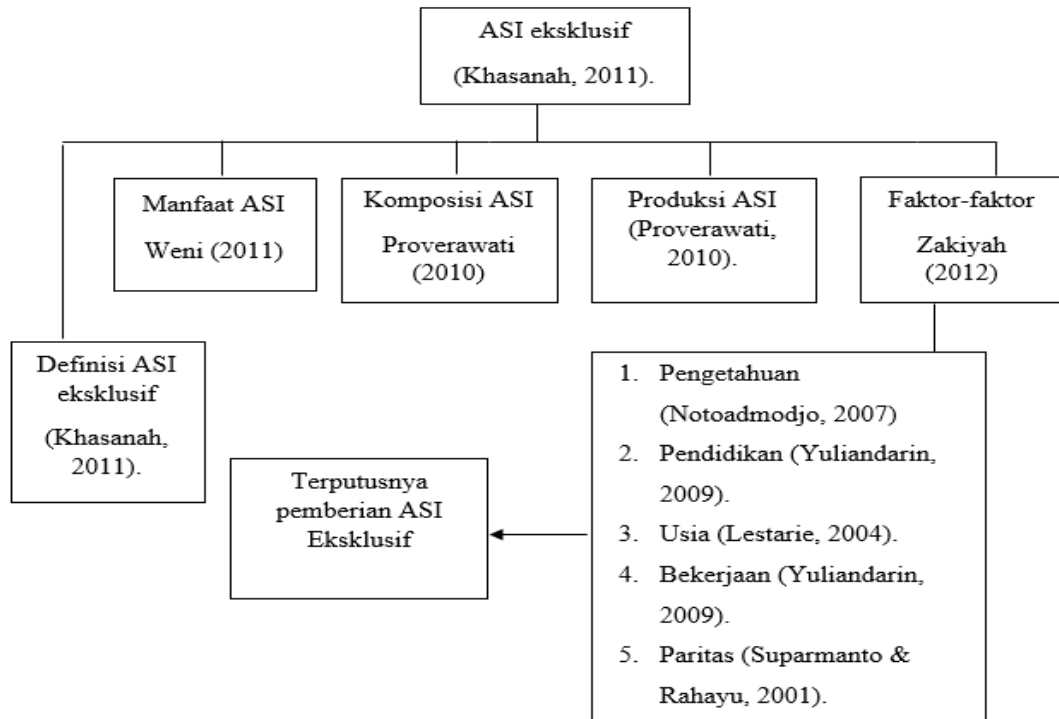 ASI eksklusif
(Khasanah, 2011).
Manfaat ASI
Weni (2011)
Komposisi ASI
Proverawati
(2010)
Produksi ASI
(Proverawati,
2010).
Faktor-faktor
Zakiyah
(2012)
Definisi ASI
eksklusif
(Khasanah,
2011).
Terputusnya
pemberian ASI
Eksklusif
1. Pengetahuan
(Notoadmodjo, 2007)
2. Pendidikan (Yuliandarin,
2009).
3. Usia (Lestarie, 2004).
4. Bekerjaan (Yuliandarin,
2009).
5. Paritas (Suparmanto &
Rahayu, 2001).